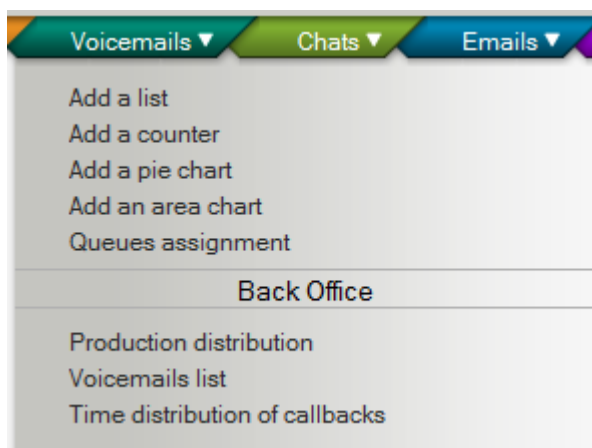 Voicemails ▼ Chats ▼ Emails ▼
Add a list
Add a counter
Add a pie chart
Add an area chart
Queues assignment
Back Office
Production distribution
Voicemails list
Time distribution of callbacks